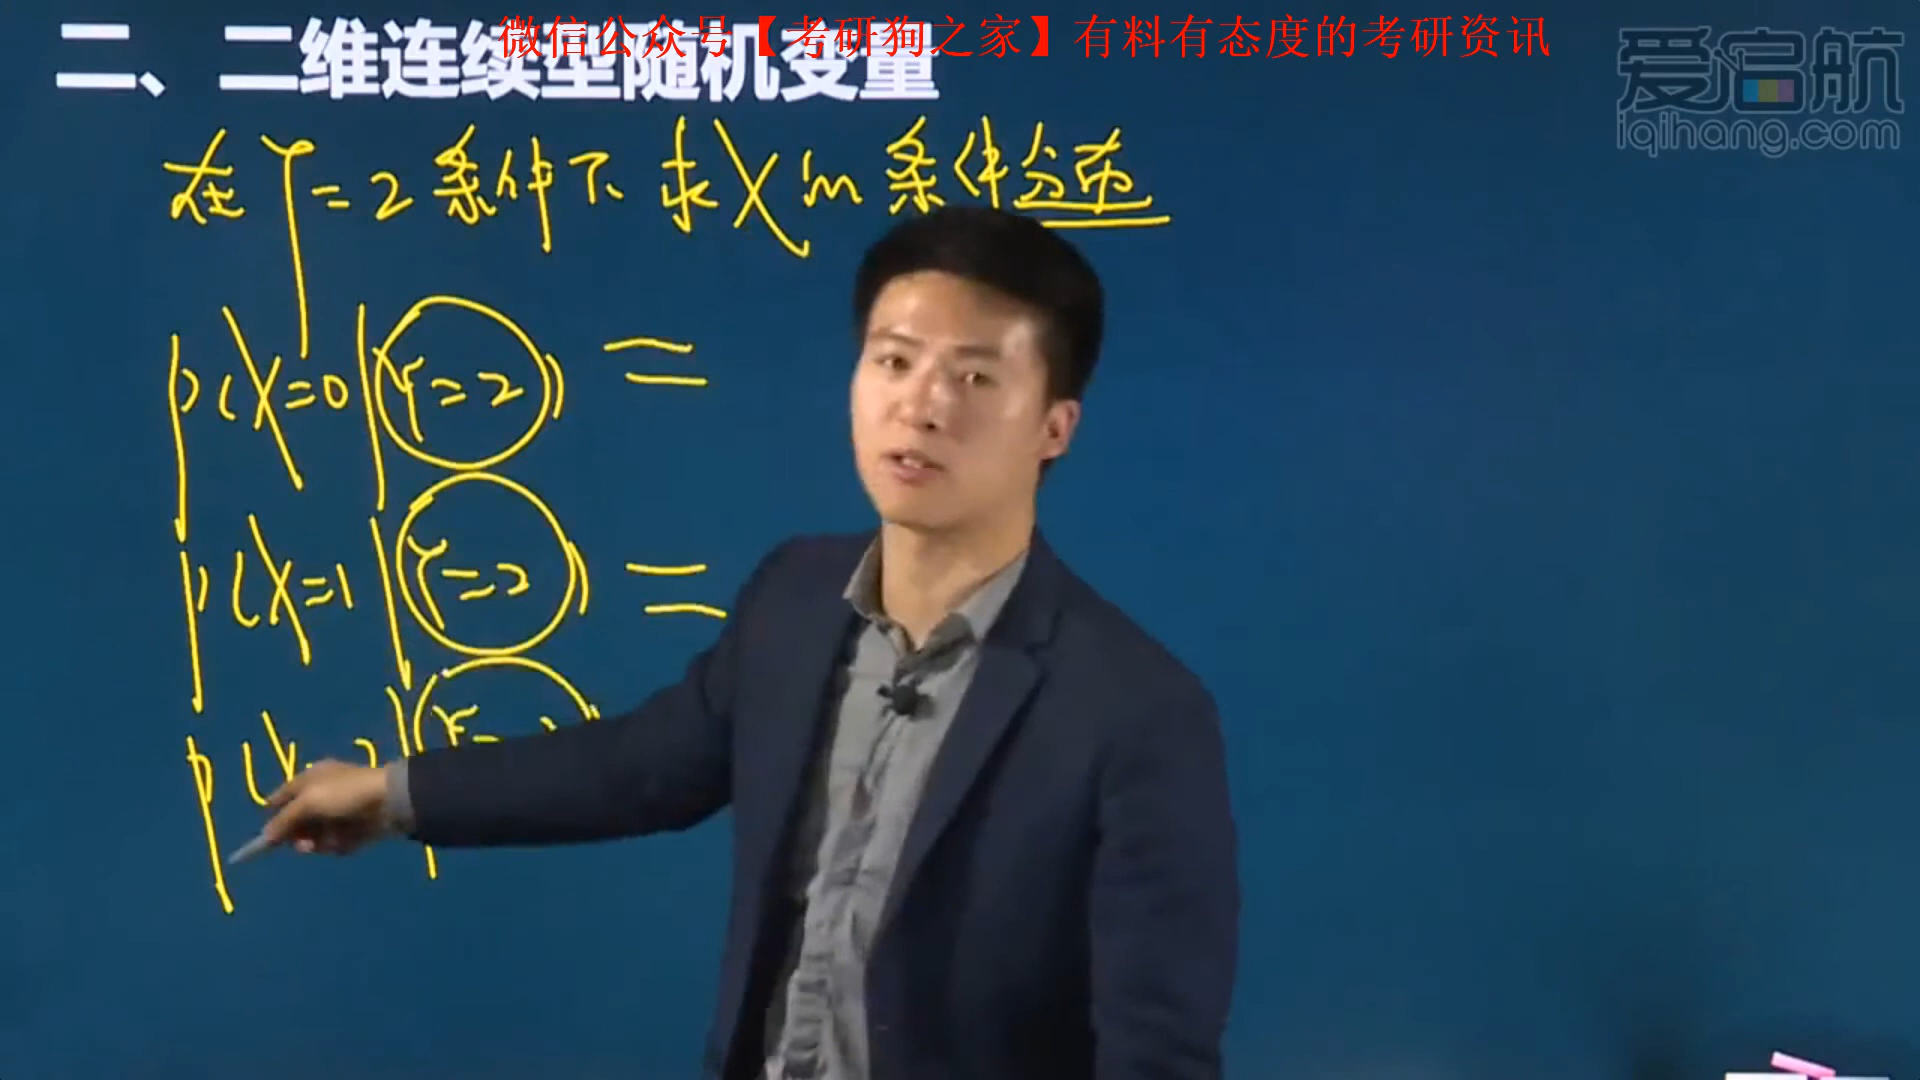 微信公众号【考研狗之家】有料有态度的考研资讯
二、二维连续型随机变量
爱启航
iqihang.com
在Y=2条件下求X的条件分布
P(X=0|Y=2)=
P(X=1|Y=2)=
P(X=2|Y=2